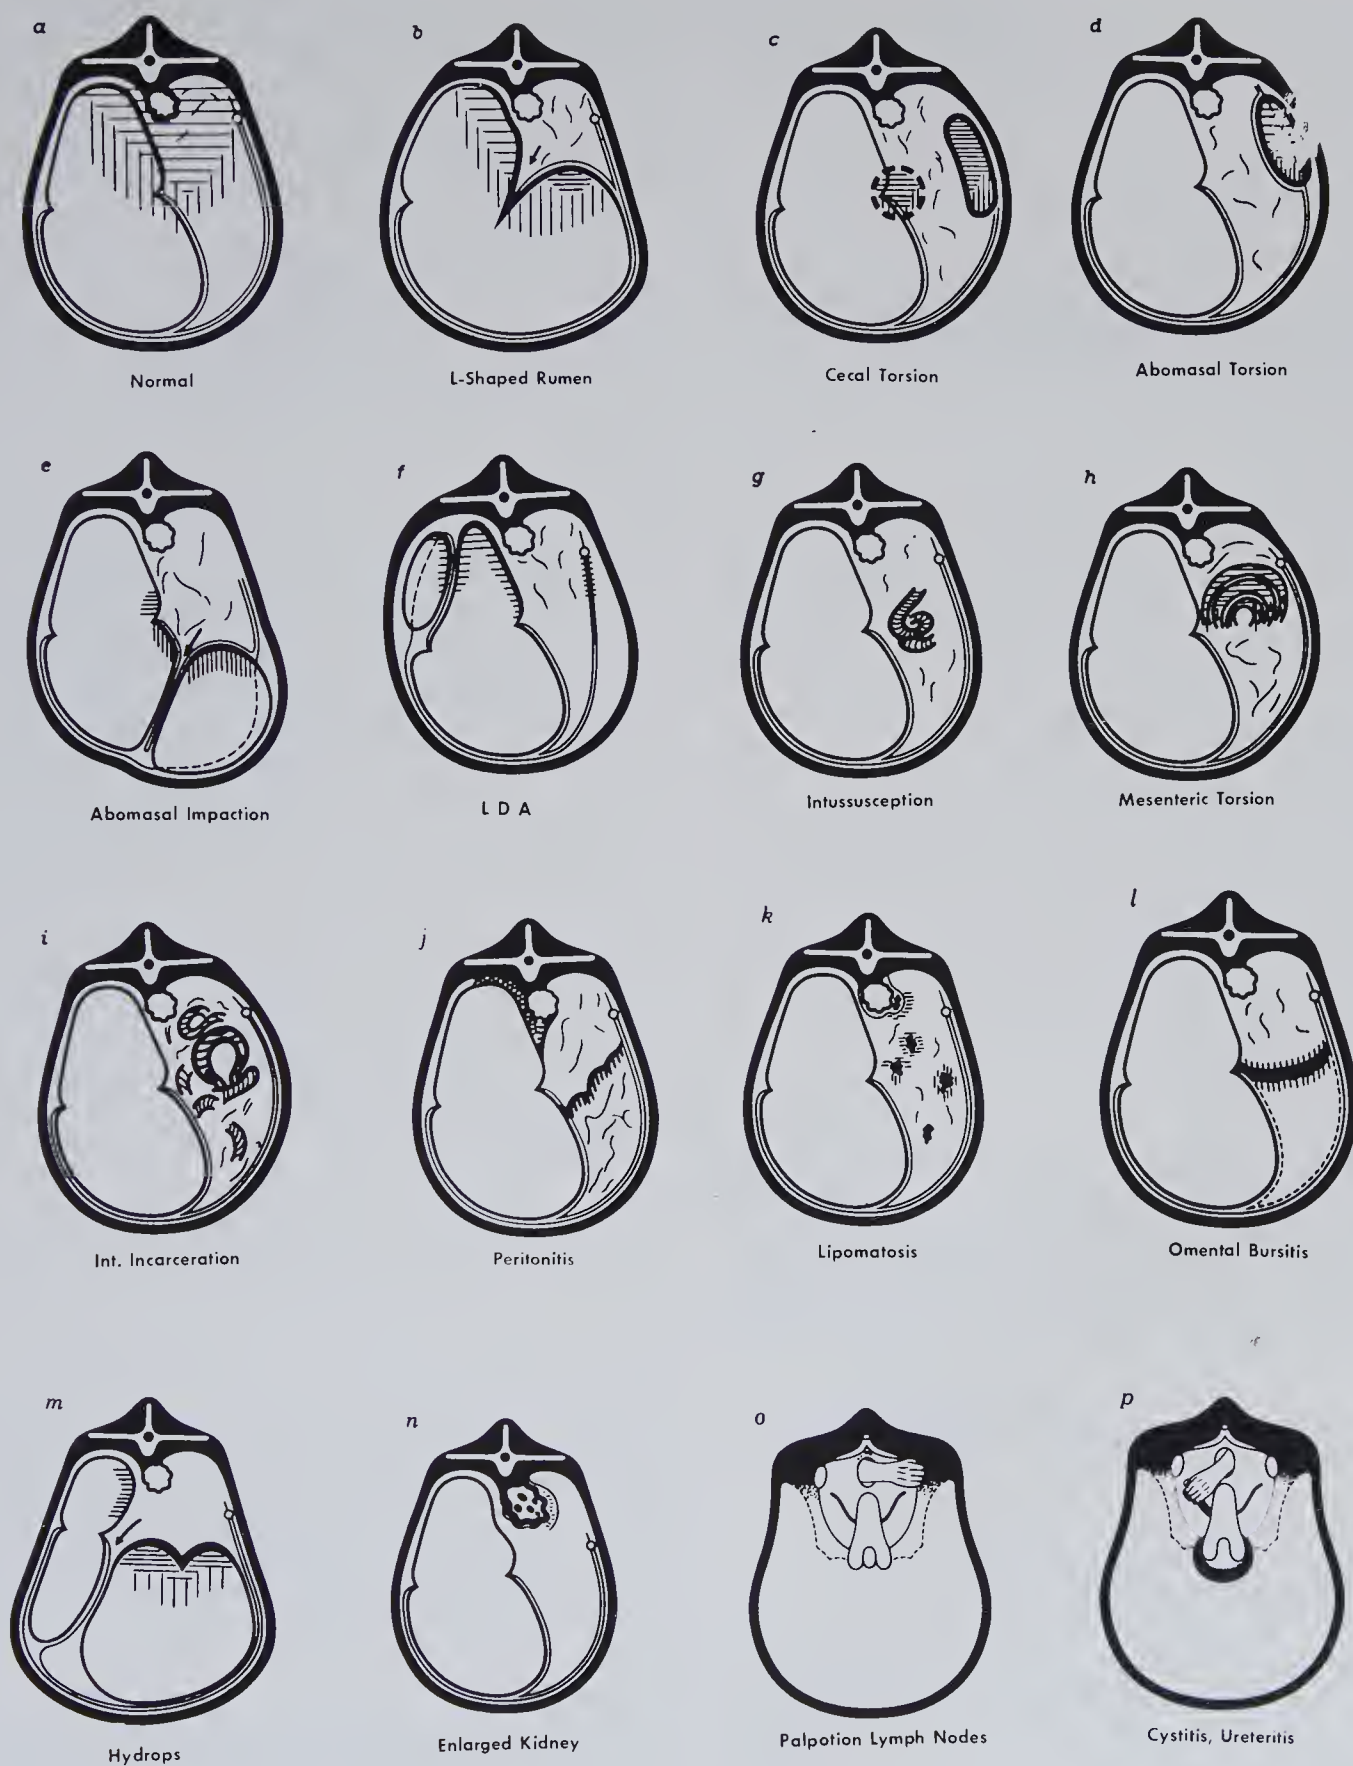 a
b
c
d
Normal
L-Shaped Rumen
Cecal Torsion
Abomasal Torsion
e
f
g
h
Abomasal Impaction
L D A
Intussusception
Mesenteric Torsion
i
j
k
l
Int. Incarceration
Peritonitis
Lipomatosis
Omental Bursitis
m
n
o
p
Hydrops
Enlarged Kidney
Palpotion Lymph Nodes
Cystitis, Ureteritis